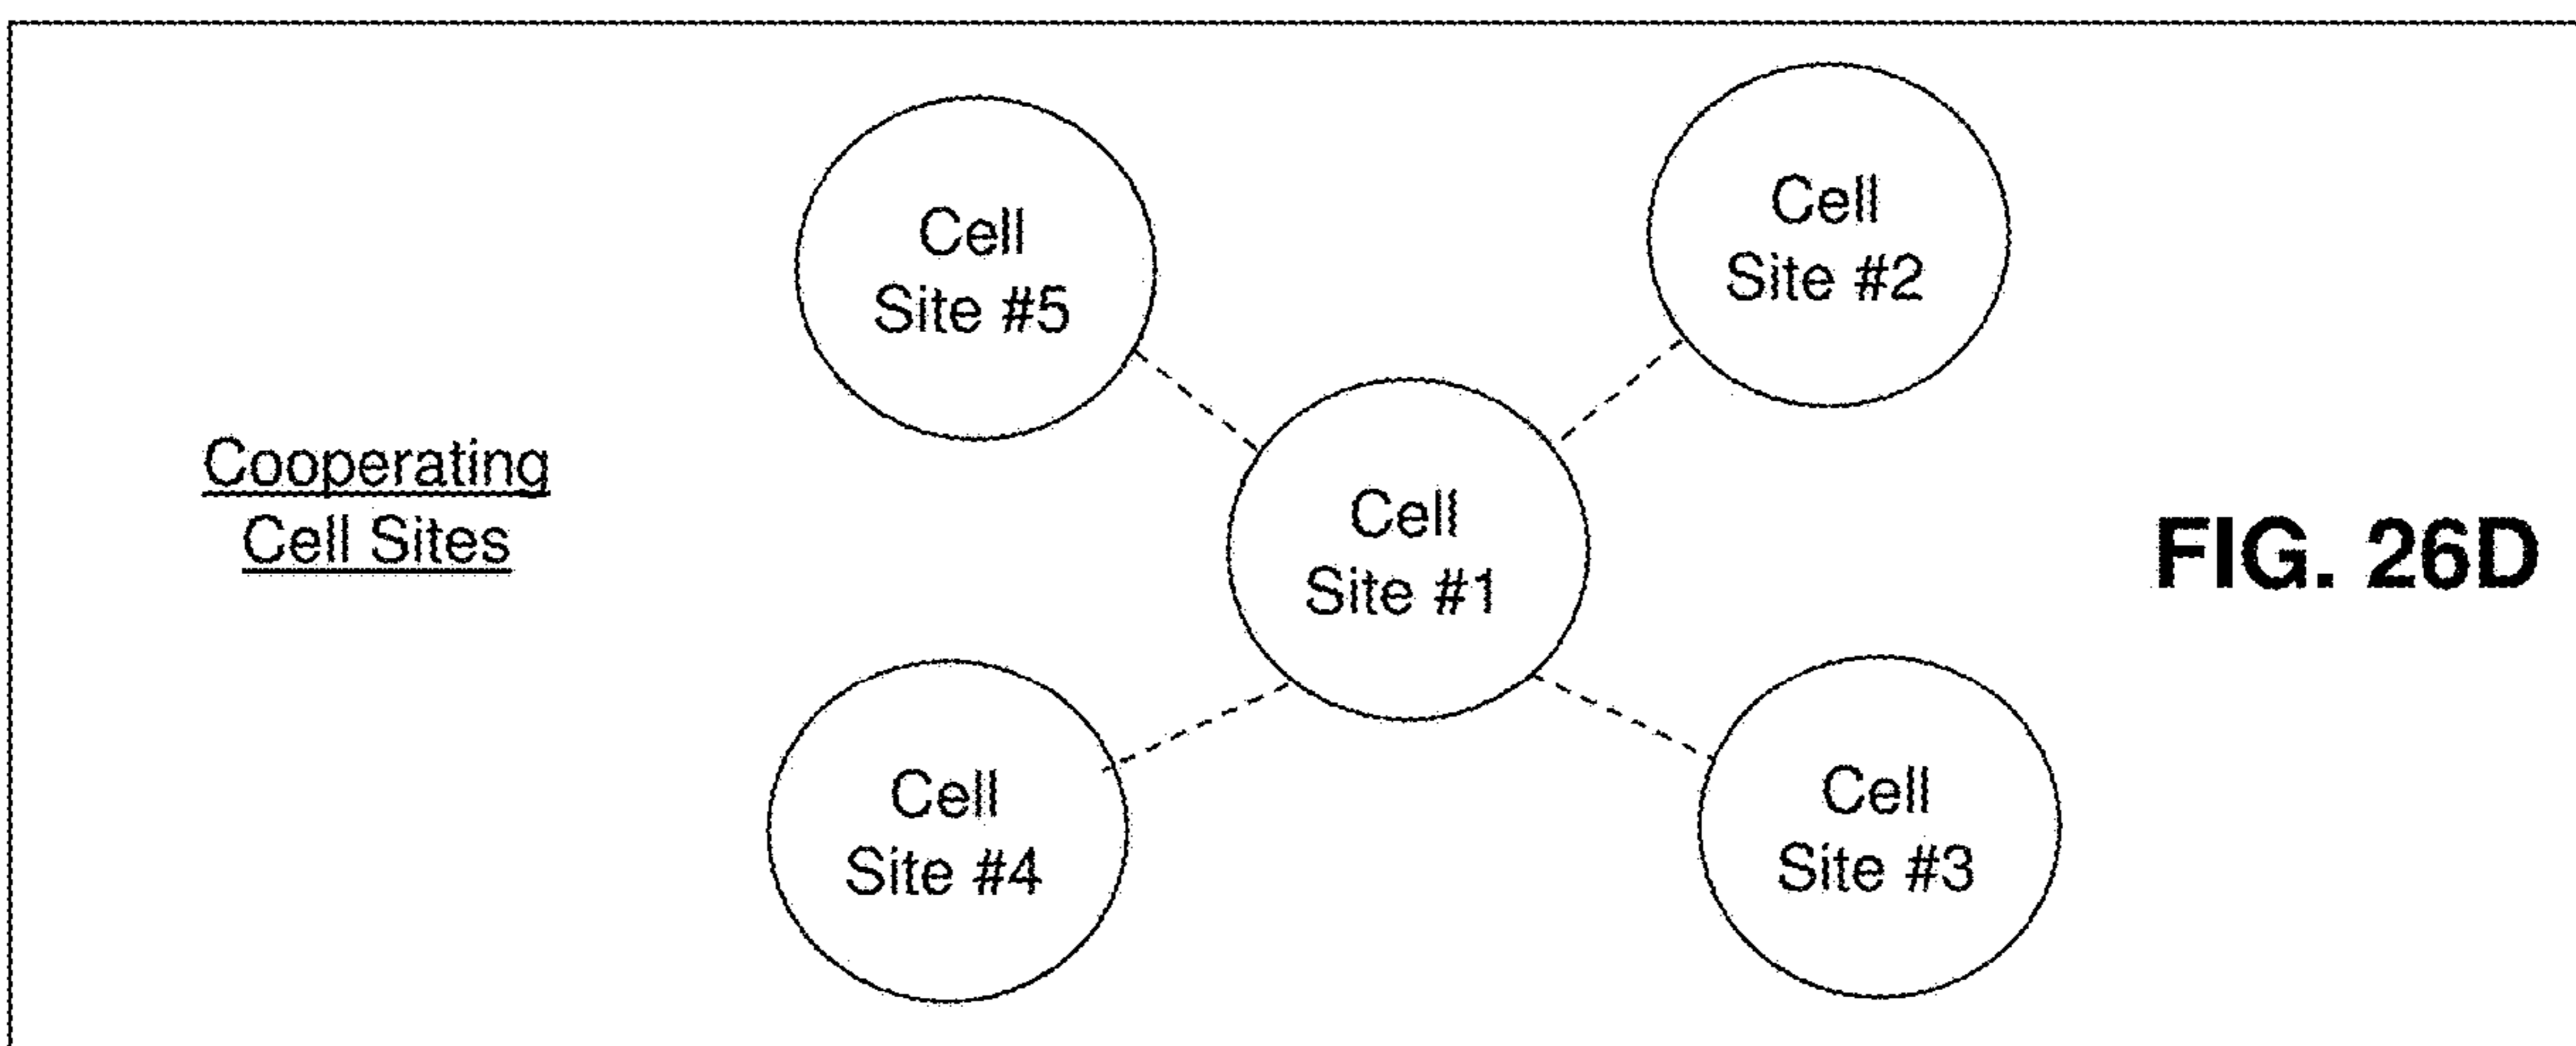 Cell
Site #5
Cell
Site #2
Cooperating
Cell Sites
Cell
Site #1
FIG. 26D
Cell
Site #4
Cell
Site #3